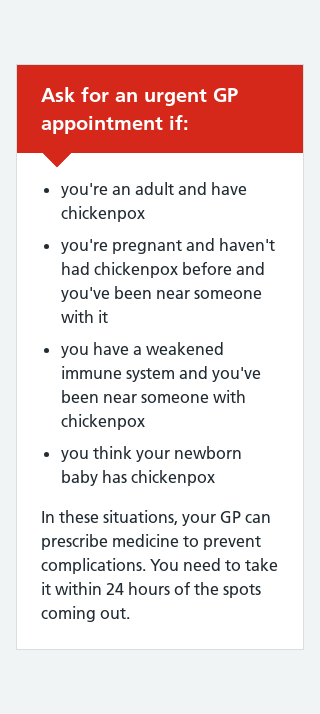 Ask for an urgent GP
appointment if:
• you're an adult and have
chickenpox
• you're pregnant and haven't
had chickenpox before and
you've been near someone
with it
• you have a weakened
immune system and you've
been near someone with
chickenpox
• you think your newborn
baby has chickenpox
In these situations, your GP can
prescribe medicine to prevent
complications. You need to take
it within 24 hours of the spots
coming out.